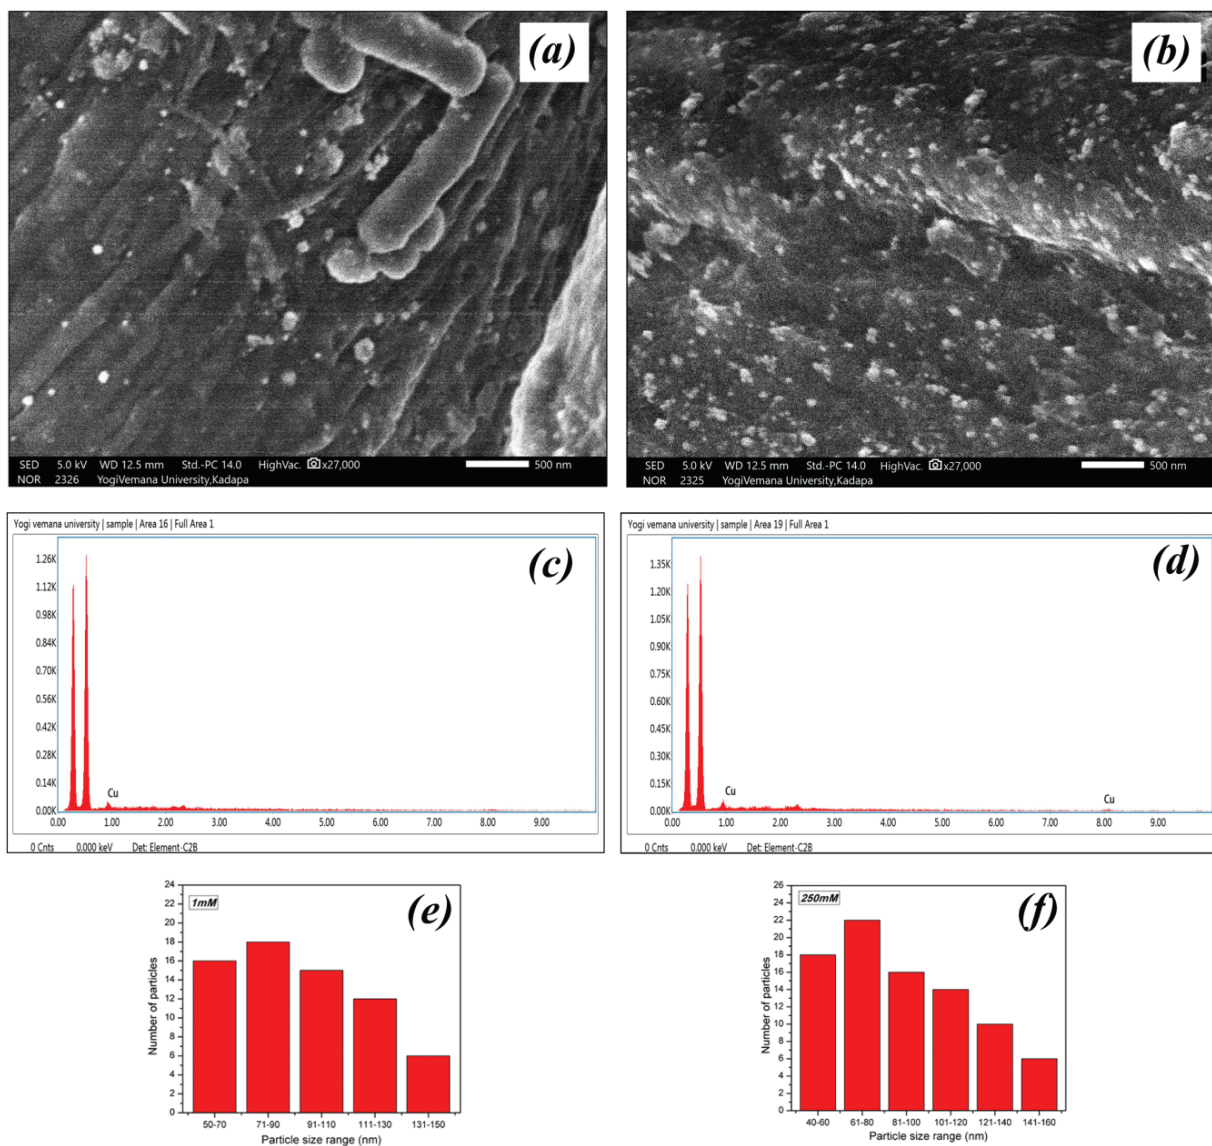 (a)
SED 5.0 kV WD 12.5 mm Std.-PC 14.0 HighVac. x27,000 500 nm
NOR 2326 YogiVemana University,Kadapa
(b)
SED 5.0 kV WD 12.5 mm Std.-PC 14.0 HighVac. x27,000 500 nm
NOR 2325 YogiVemana University,Kadapa
Yogi vemana university | sample | Area 16 | Full Area 1
(c)
1.26K
1.12K
0.98K
0.84K
0.70K
0.56K
0.42K
0.28K
0.14K
0.00K
Cu
0.00 1.00 2.00 3.00 4.00 5.00 6.00 7.00 8.00 9.00
0 Cnts 0.000 keV Det: Element-C2B
Yogi vemana university | sample | Area 19 | Full Area 1
(d)
1.35K
1.20K
1.05K
0.90K
0.75K
0.60K
0.45K
0.30K
0.15K
0.00K
Cu Cu
0.00 1.00 2.00 3.00 4.00 5.00 6.00 7.00 8.00 9.00
0 Cnts 0.000 keV Det: Element-C2B
1mM
(e)
Number of particles
24
22
20
18
16
14
12
10
8
6
4
2
0
50-70 71-90 91-110 111-130 131-150
Particle size range (nm)
250mM
(f)
Number of particles
26
24
22
20
18
16
14
12
10
8
6
4
2
0
40-60 61-80 81-100 101-120 121-140 141-160
Particle size range (nm)